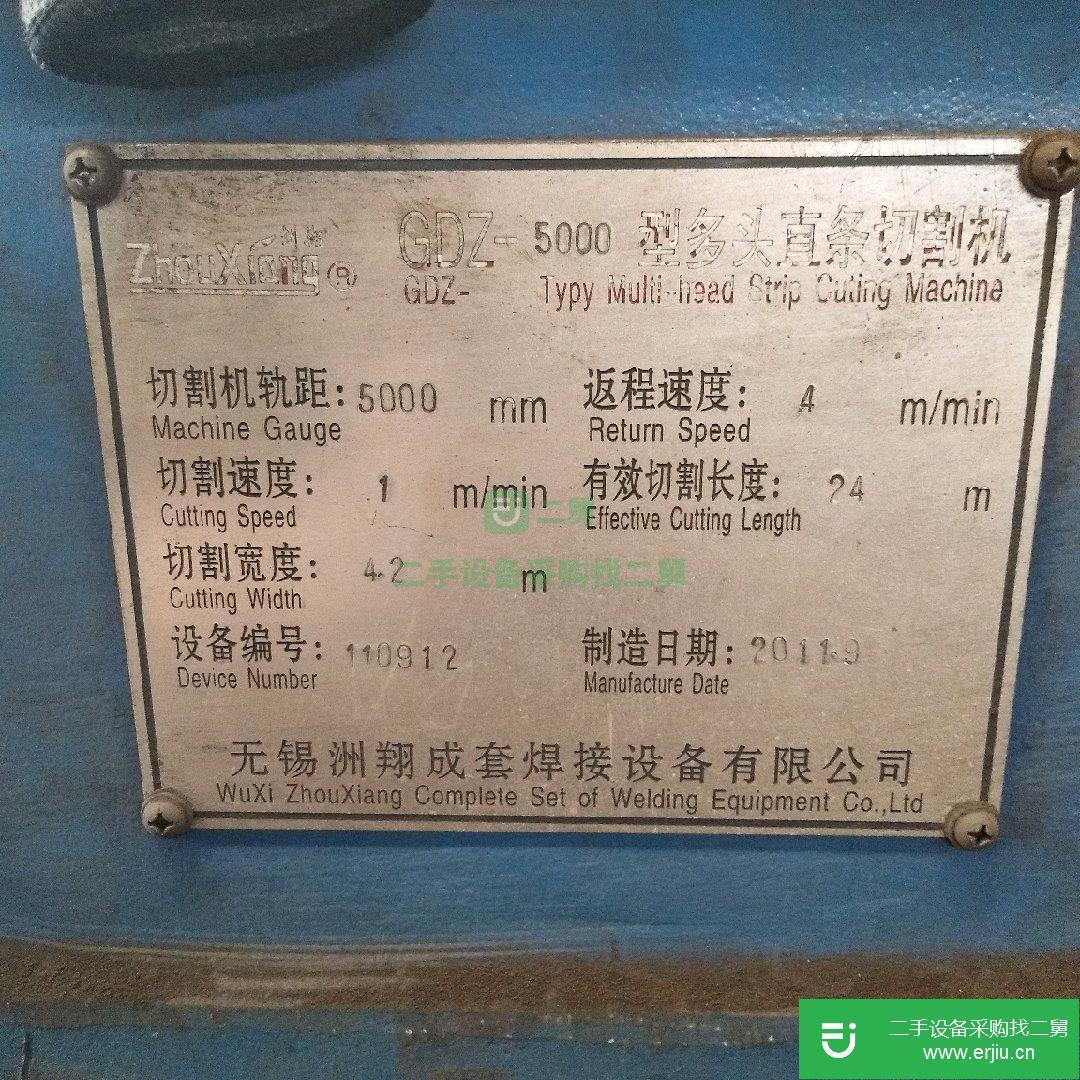 ZhouXiang® GDZ-5000 型多头直条切割机
GDZ- Typy Multi-head Strip Cuting Machine
切割机轨距: 5000 mm 返程速度: 4 m/min
Machine Gauge Return Speed
切割速度: 1 m/min 有效切割长度: 24 m
Cutting Speed Effective Cutting Length
二舅
切割宽度: 4.2 m
二手设备采购找二舅
Cutting Width
设备编号: 110912 制造日期: 2011.9
Device Number Manufacture Date
无锡洲翔成套焊接设备有限公司
WuXi ZhouXiang Complete Set of Welding Equipment Co.,Ltd
二手设备采购找二舅
www.erjiu.cn